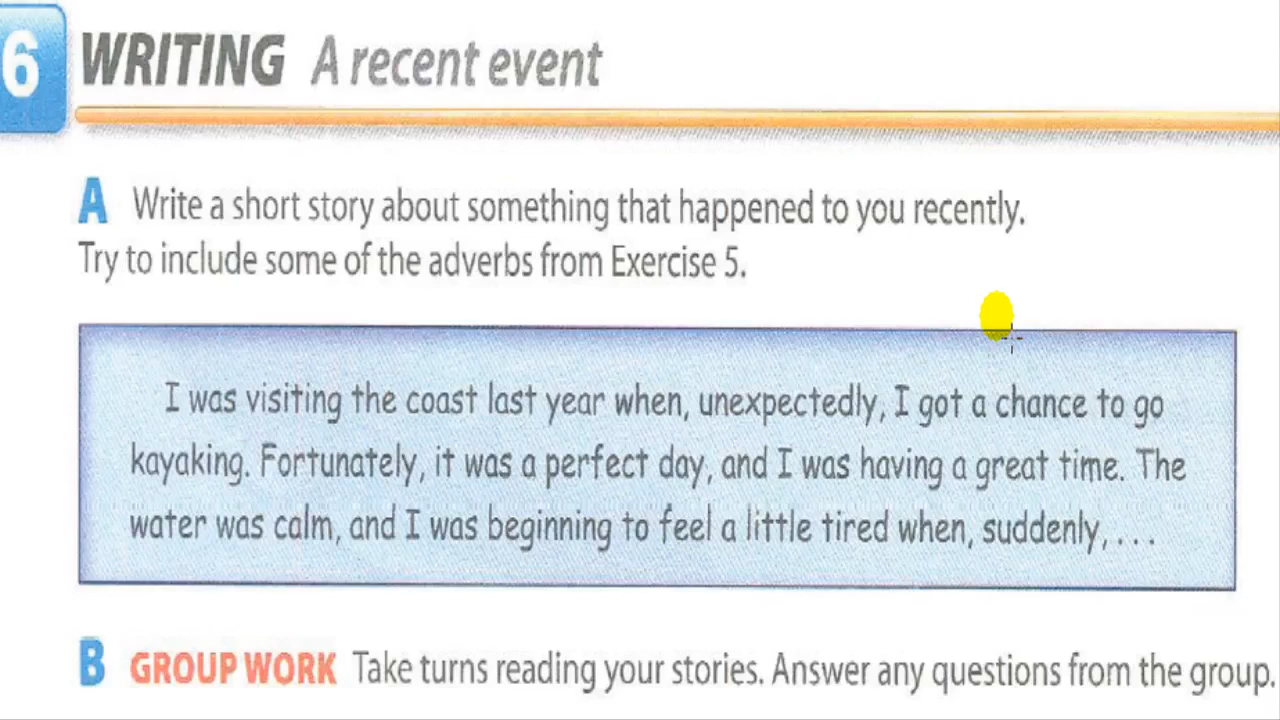 6 WRITING A recent event
A Write a short story about something that happened to you recently.
Try to include some of the adverbs from Exercise 5.
I was visiting the coast last year when, unexpectedly, I got a chance to go
kayaking. Fortunately, it was a perfect day, and I was having a great time. The
water was calm, and I was beginning to feel a little tired when, suddenly, . . .
B GROUP WORK Take turns reading your stories. Answer any questions from the group.